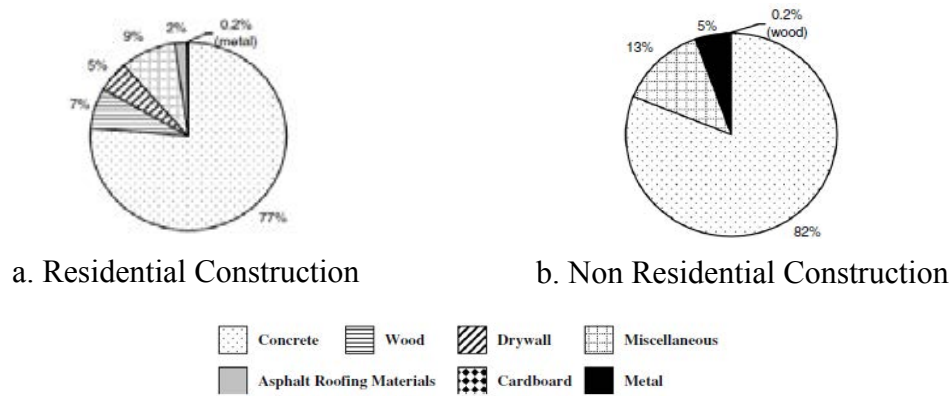 9%
2%
0.2%
(metal)
5%
7%
77%
13%
5%
0.2%
(wood)
82%
a. Residential Construction
b. Non Residential Construction
Concrete
Wood
Drywall
Miscellaneous
Asphalt Roofing Materials
Cardboard
Metal